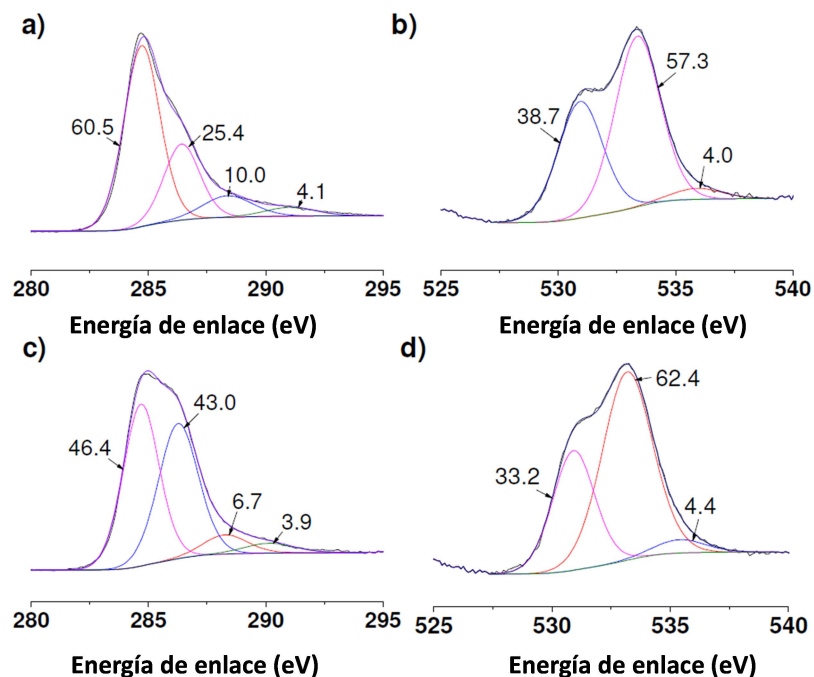 a)
60.5
25.4
10.0
4.1
280 285 290 295
Energía de enlace (eV)
b)
38.7
57.3
4.0
525 530 535 540
Energía de enlace (eV)
c)
46.4
43.0
6.7
3.9
280 285 290 295
Energía de enlace (eV)
d)
33.2
62.4
4.4
525 530 535 540
Energía de enlace (eV)